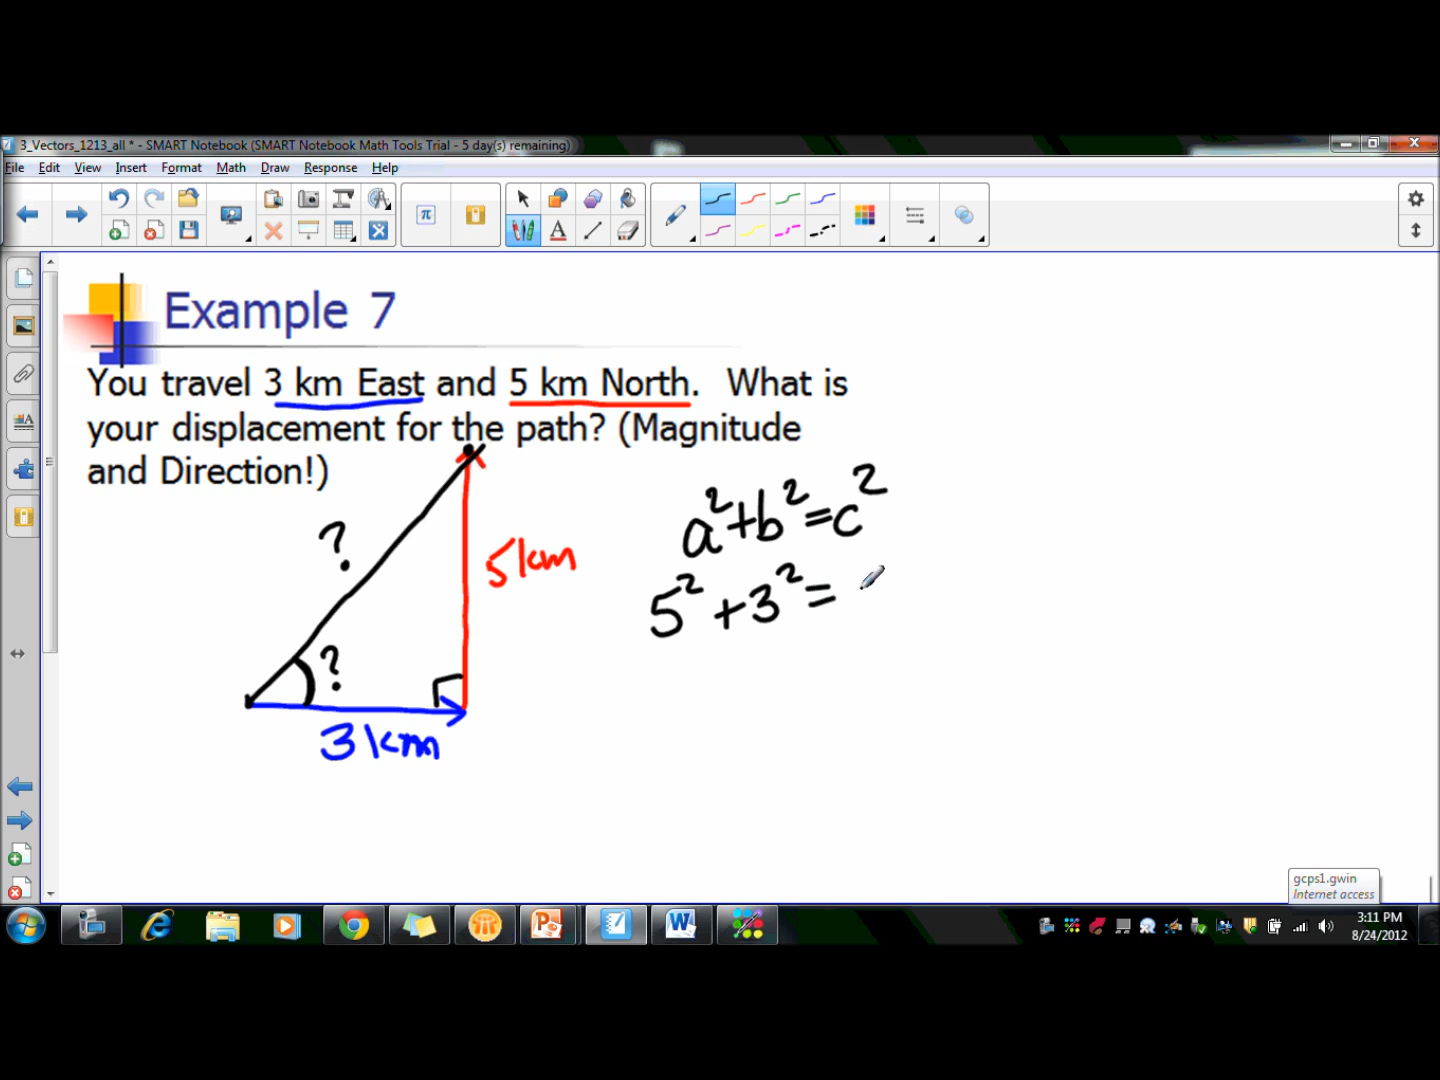 3_Vectors_1213_all * - SMART Notebook (SMART Notebook Math Tools Trial - 5 day(s) remaining)
File Edit View Insert Format Math Draw Response Help
π
A
Example 7
You travel 3 km East and 5 km North. What is
your displacement for the path? (Magnitude
and Direction!)
a²+b²=c²
?
5km
5²+3²=
?
3km
gcps1.gwin
Internet access
3:11 PM
8/24/2012